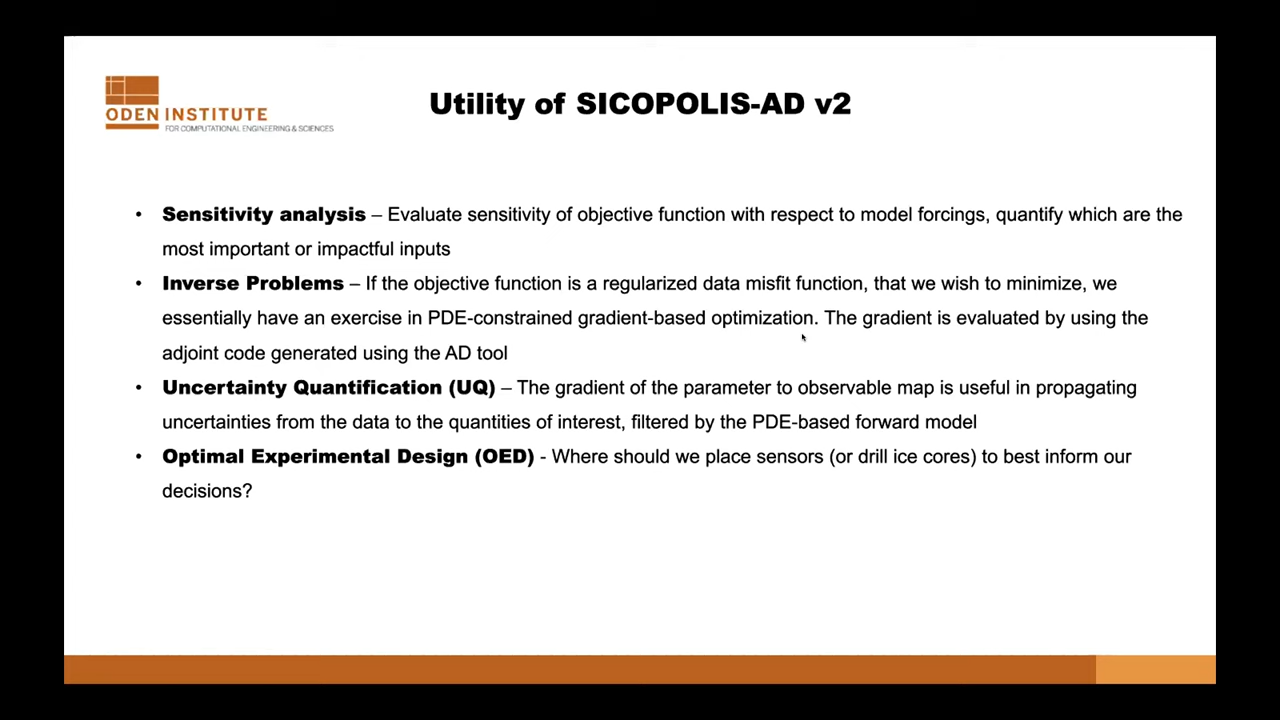 ODEN INSTITUTE
FOR COMPUTATIONAL ENGINEERING & SCIENCES
Utility of SICOPOLIS-AD v2
• Sensitivity analysis – Evaluate sensitivity of objective function with respect to model forcings, quantify which are the
most important or impactful inputs
• Inverse Problems – If the objective function is a regularized data misfit function, that we wish to minimize, we
essentially have an exercise in PDE-constrained gradient-based optimization. The gradient is evaluated by using the
adjoint code generated using the AD tool
• Uncertainty Quantification (UQ) – The gradient of the parameter to observable map is useful in propagating
uncertainties from the data to the quantities of interest, filtered by the PDE-based forward model
• Optimal Experimental Design (OED) - Where should we place sensors (or drill ice cores) to best inform our
decisions?